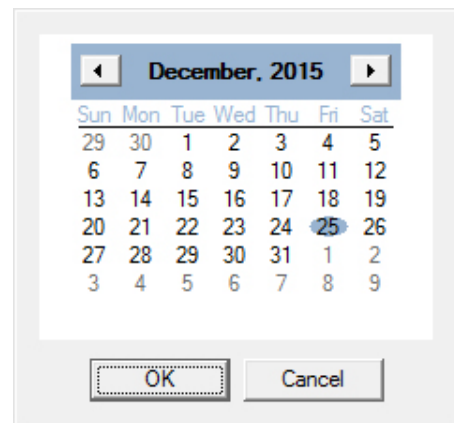 December, 2015
Sun Mon Tue Wed Thu Fri Sat
29 30 1 2 3 4 5
6 7 8 9 10 11 12
13 14 15 16 17 18 19
20 21 22 23 24 25 26
27 28 29 30 31 1 2
3 4 5 6 7 8 9
OK Cancel